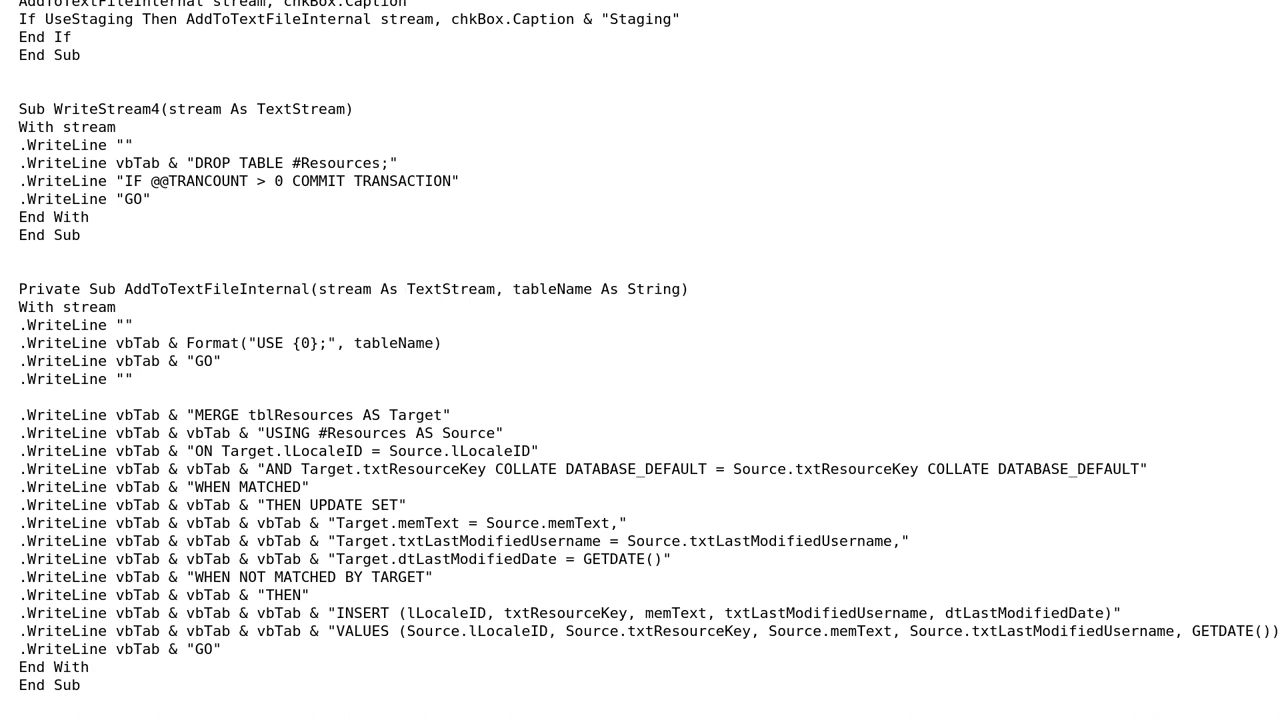 AddToTextFileInternal stream, chkBox.Caption
If UseStaging Then AddToTextFileInternal stream, chkBox.Caption & "Staging"
End If
End Sub
Sub WriteStream4(stream As TextStream)
With stream
.WriteLine ""
.WriteLine vbTab & "DROP TABLE #Resources;"
.WriteLine "IF @@TRANCOUNT > 0 COMMIT TRANSACTION"
.WriteLine "GO"
End With
End Sub
Private Sub AddToTextFileInternal(stream As TextStream, tableName As String)
With stream
.WriteLine ""
.WriteLine vbTab & Format("USE {0};", tableName)
.WriteLine vbTab & "GO"
.WriteLine ""
.WriteLine vbTab & "MERGE tblResources AS Target"
.WriteLine vbTab & vbTab & "USING #Resources AS Source"
.WriteLine vbTab & vbTab & "ON Target.lLocaleID = Source.lLocaleID"
.WriteLine vbTab & vbTab & "AND Target.txtResourceKey COLLATE DATABASE_DEFAULT = Source.txtResourceKey COLLATE DATABASE_DEFAULT"
.WriteLine vbTab & "WHEN MATCHED"
.WriteLine vbTab & vbTab & "THEN UPDATE SET"
.WriteLine vbTab & vbTab & vbTab & "Target.memText = Source.memText,"
.WriteLine vbTab & vbTab & vbTab & "Target.txtLastModifiedUsername = Source.txtLastModifiedUsername,"
.WriteLine vbTab & vbTab & vbTab & "Target.dtLastModifiedDate = GETDATE()"
.WriteLine vbTab & "WHEN NOT MATCHED BY TARGET"
.WriteLine vbTab & vbTab & "THEN"
.WriteLine vbTab & vbTab & vbTab & "INSERT (lLocaleID, txtResourceKey, memText, txtLastModifiedUsername, dtLastModifiedDate)"
.WriteLine vbTab & vbTab & vbTab & "VALUES (Source.lLocaleID, Source.txtResourceKey, Source.memText, Source.txtLastModifiedUsername, GETDATE())
.WriteLine vbTab & "GO"
End With
End Sub